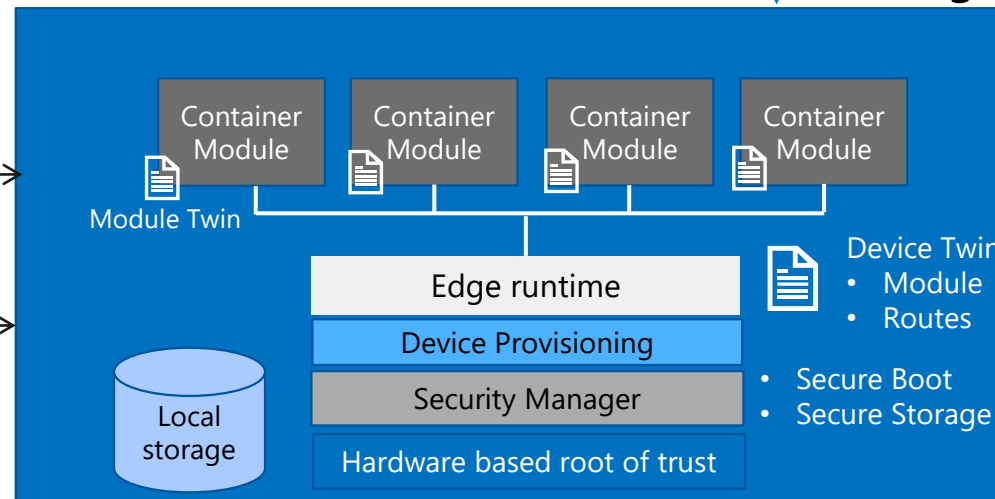 Container
Module
Container
Module
Container
Module
Container
Module
Module Twin
Edge runtime
Device Provisioning
Security Manager
Hardware based root of trust
Local
storage
Device Twin
• Module
• Routes
• Secure Boot
• Secure Storage